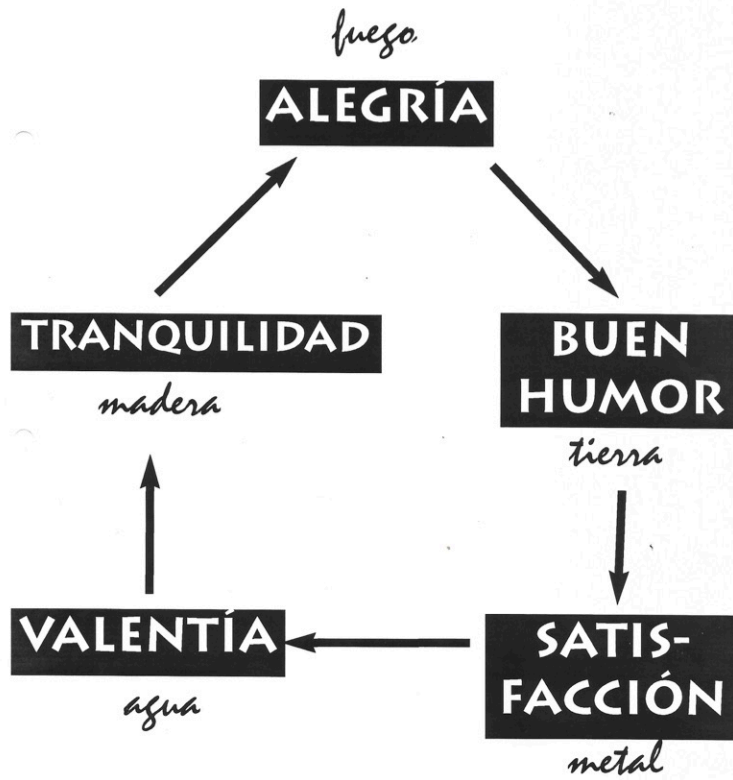 fuego
ALEGRÍA
TRANQUILIDAD
madera
BUEN
HUMOR
tierra
VALENTÍA
agua
SATIS-
FACCIÓN
metal